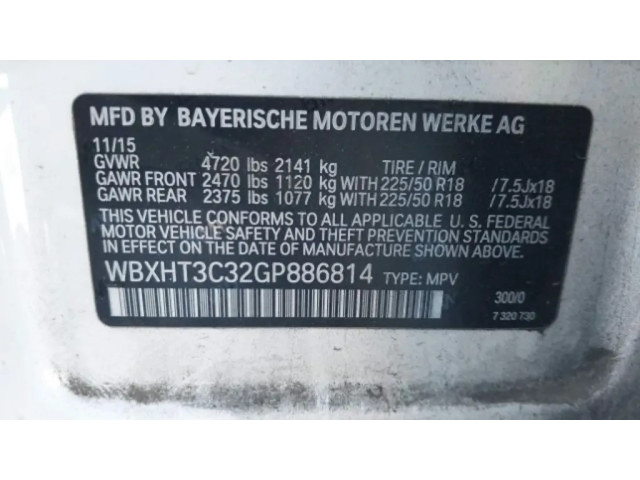 MFD BY BAYERISCHE MOTOREN WERKE AG
11/15
GVWR 4720 lbs 2141 kg TIRE / RIM
GAWR FRONT 2470 lbs 1120 kg WITH 225/50 R18 /7.5Jx18
GAWR REAR 2375 lbs 1077 kg WITH 225/50 R18 /7.5Jx18
THIS VEHICLE CONFORMS TO ALL APPLICABLE U. S. FEDERAL
MOTOR VEHICLE SAFETY AND THEFT PREVENTION STANDARDS
IN EFFECT ON THE DATE OF MANUFACTURE SHOWN ABOVE.
WBXHT3C32GP886814 TYPE: MPV
300/0
7 320 730